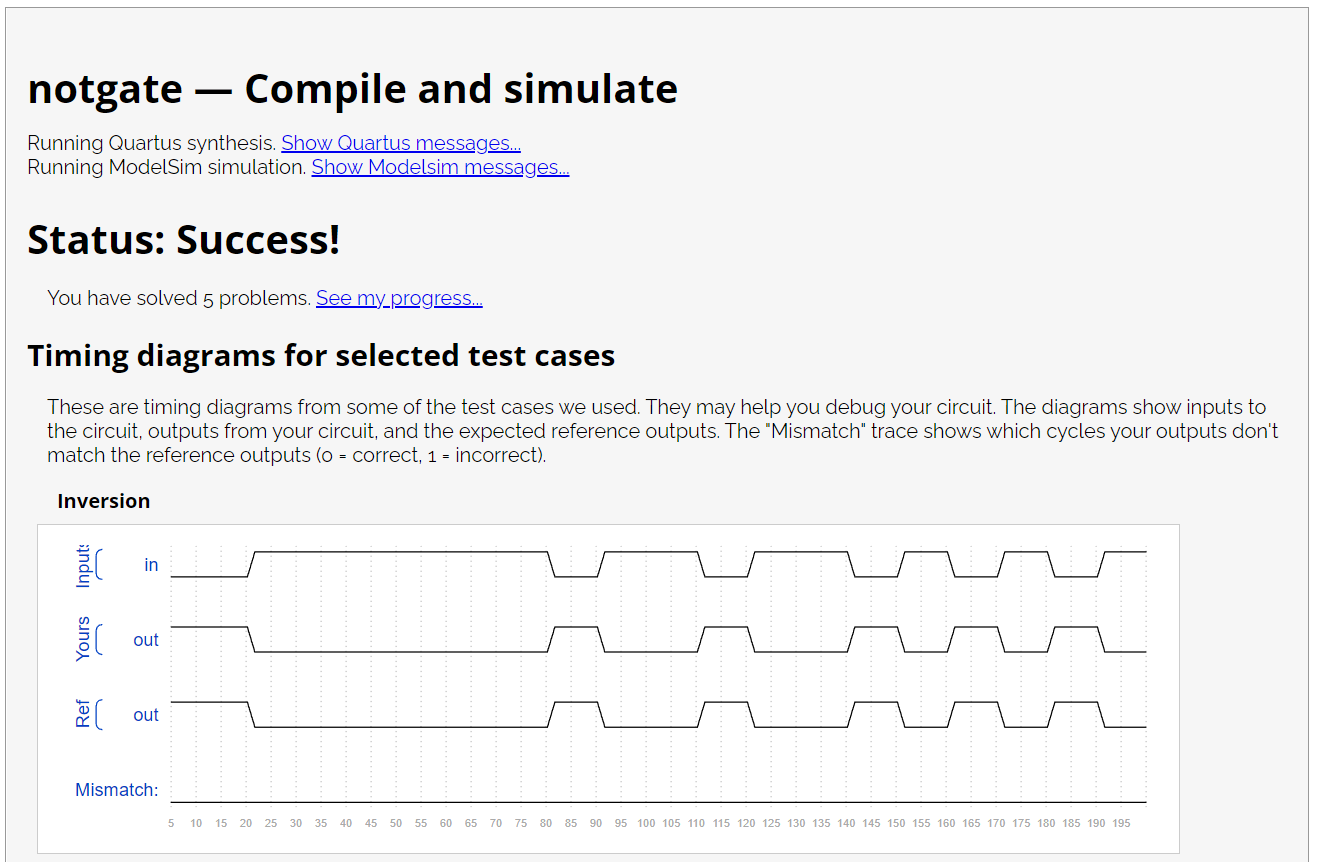 notgate — Compile and simulate
Running Quartus synthesis. Show Quartus messages...
Running ModelSim simulation. Show Modelsim messages...
Status: Success!
You have solved 5 problems. See my progress...
Timing diagrams for selected test cases
These are timing diagrams from some of the test cases we used. They may help you debug your circuit. The diagrams show inputs to
the circuit, outputs from your circuit, and the expected reference outputs. The "Mismatch" trace shows which cycles your outputs don't
match the reference outputs (0 = correct, 1 = incorrect).
Inversion
Inputs in
Yours out
Ref out
Mismatch:
5 10 15 20 25 30 35 40 45 50 55 60 65 70 75 80 85 90 95 100 105 110 115 120 125 130 135 140 145 150 155 160 165 170 175 180 185 190 195